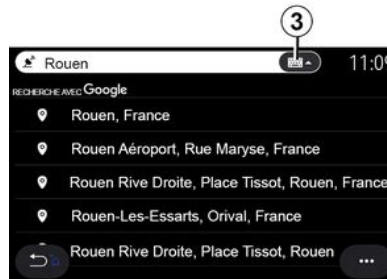 3
Rouen
11:09
RECHERCHE AVEC Google
Rouen, France
Rouen Aéroport, Rue Maryse, France
Rouen Rive Droite, Place Tissot, Rouen, France
Rouen-Les-Essarts, Orival, France
Rouen Rive Droite, Place Tissot, Rouen